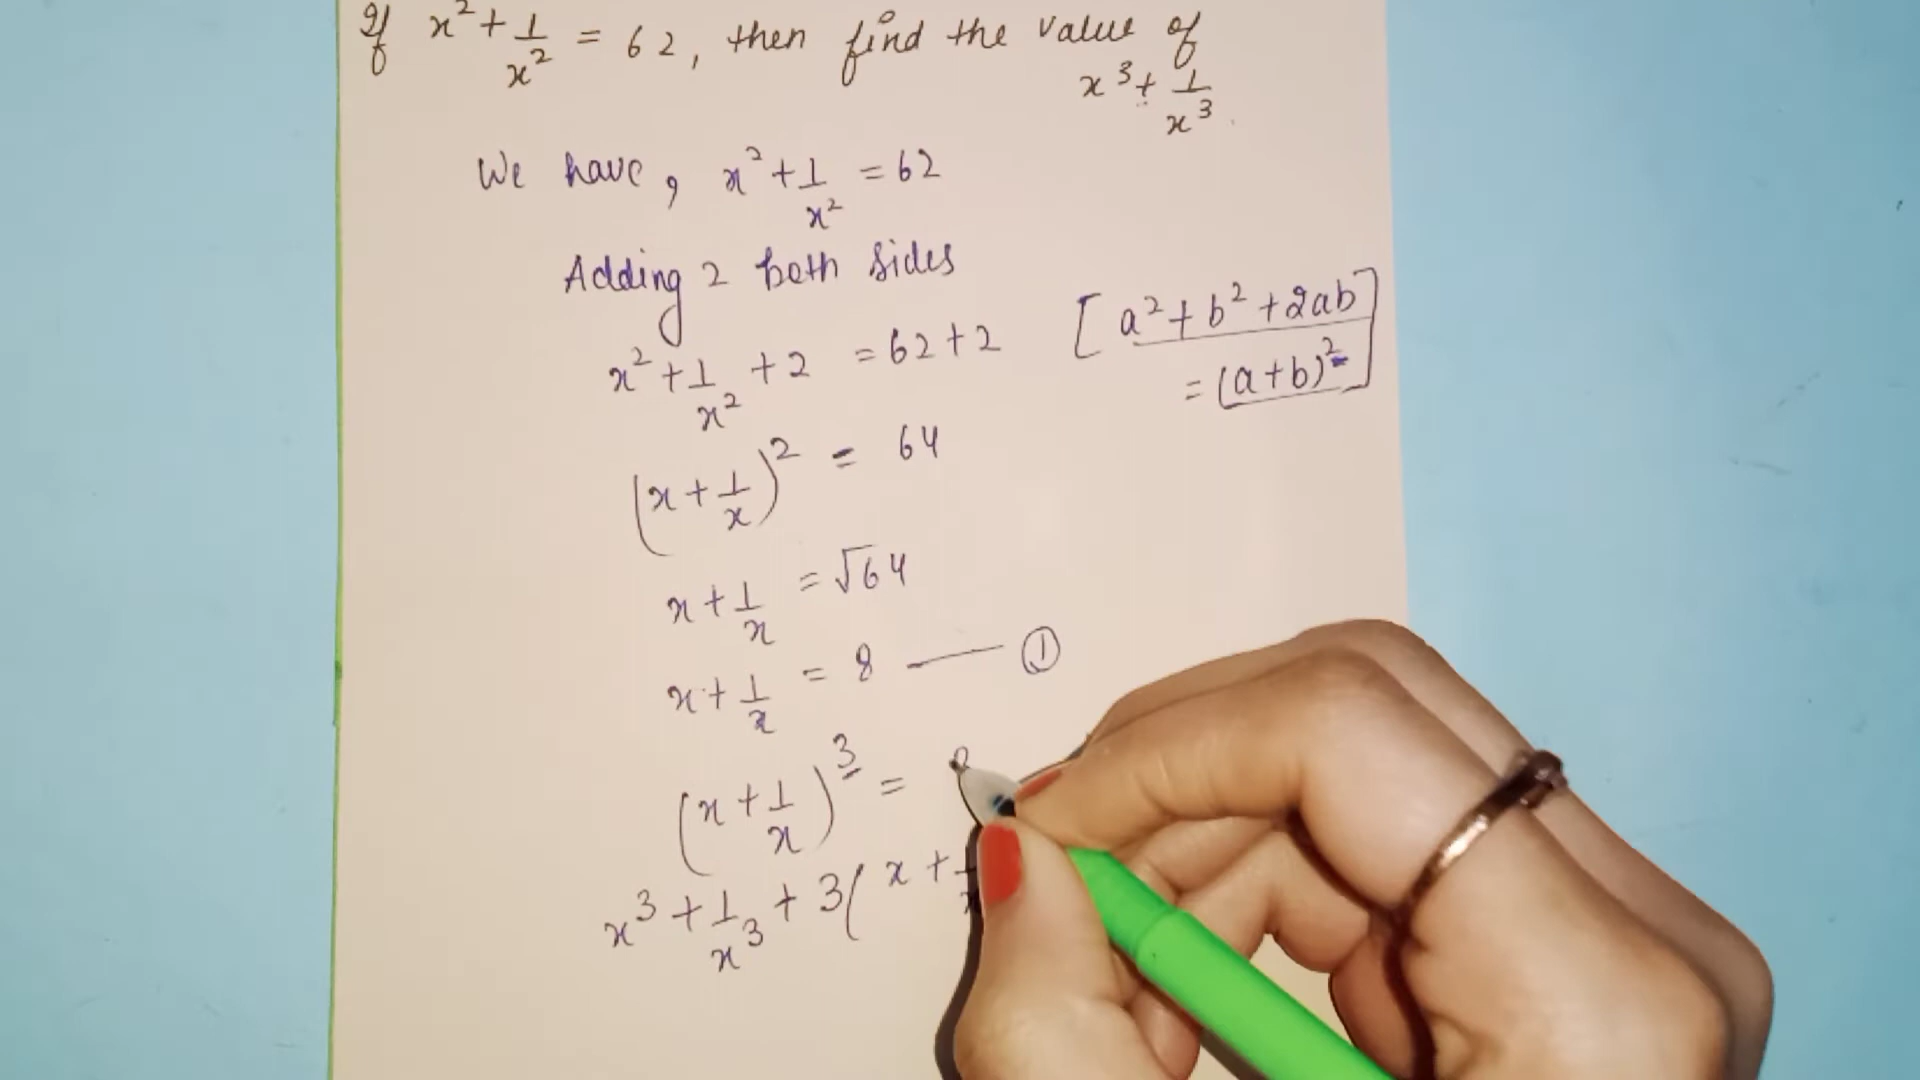 If x² + 1/x² = 62, then find the value of
x³ + 1/x³
We have, x² + 1/x² = 62
Adding 2 both sides
x² + 1/x² + 2 = 62 + 2 [a² + b² + 2ab
= (a+b)²]
(x + 1/x)² = 64
x + 1/x = √64
x + 1/x = 8 —— ①
(x + 1/x)³ =
x³ + 1/x³ + 3(x + 1/x